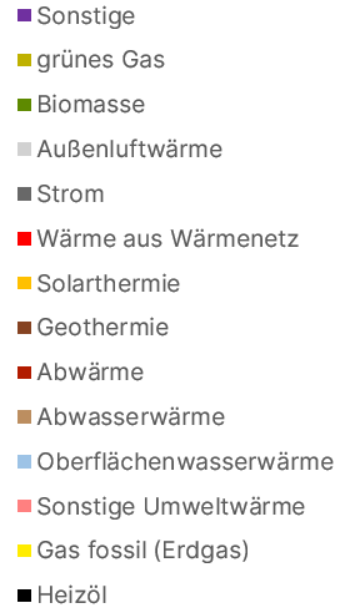 Sonstige
grünes Gas
Biomasse
Außenluftwärme
Strom
Wärme aus Wärmenetz
Solarthermie
Geothermie
Abwärme
Abwasserwärme
Oberflächenwasserwärme
Sonstige Umweltwärme
Gas fossil (Erdgas)
Heizöl